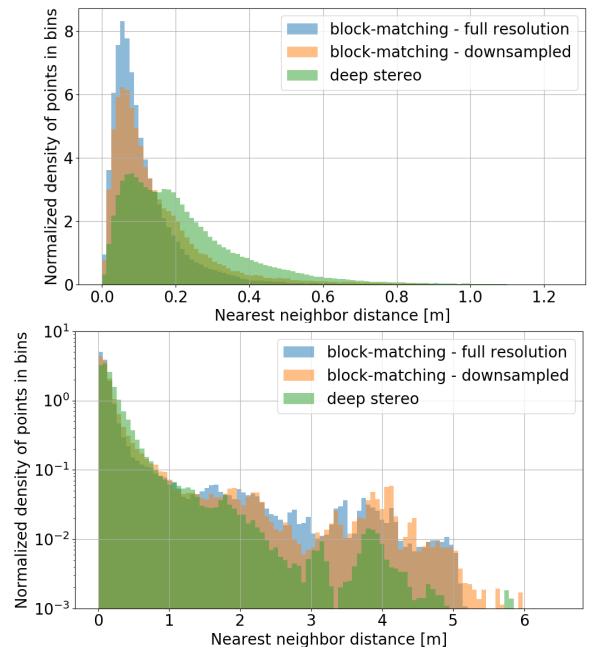 block-matching - full resolution
block-matching - downsampled
deep stereo
Normalized density of points in bins
8
6
4
2
0
0.0 0.2 0.4 0.6 0.8 1.0 1.2
Nearest neighbor distance [m]
block-matching - full resolution
block-matching - downsampled
deep stereo
Normalized density of points in bins
10¹
10⁰
10⁻¹
10⁻²
10⁻³
0 1 2 3 4 5 6
Nearest neighbor distance [m]